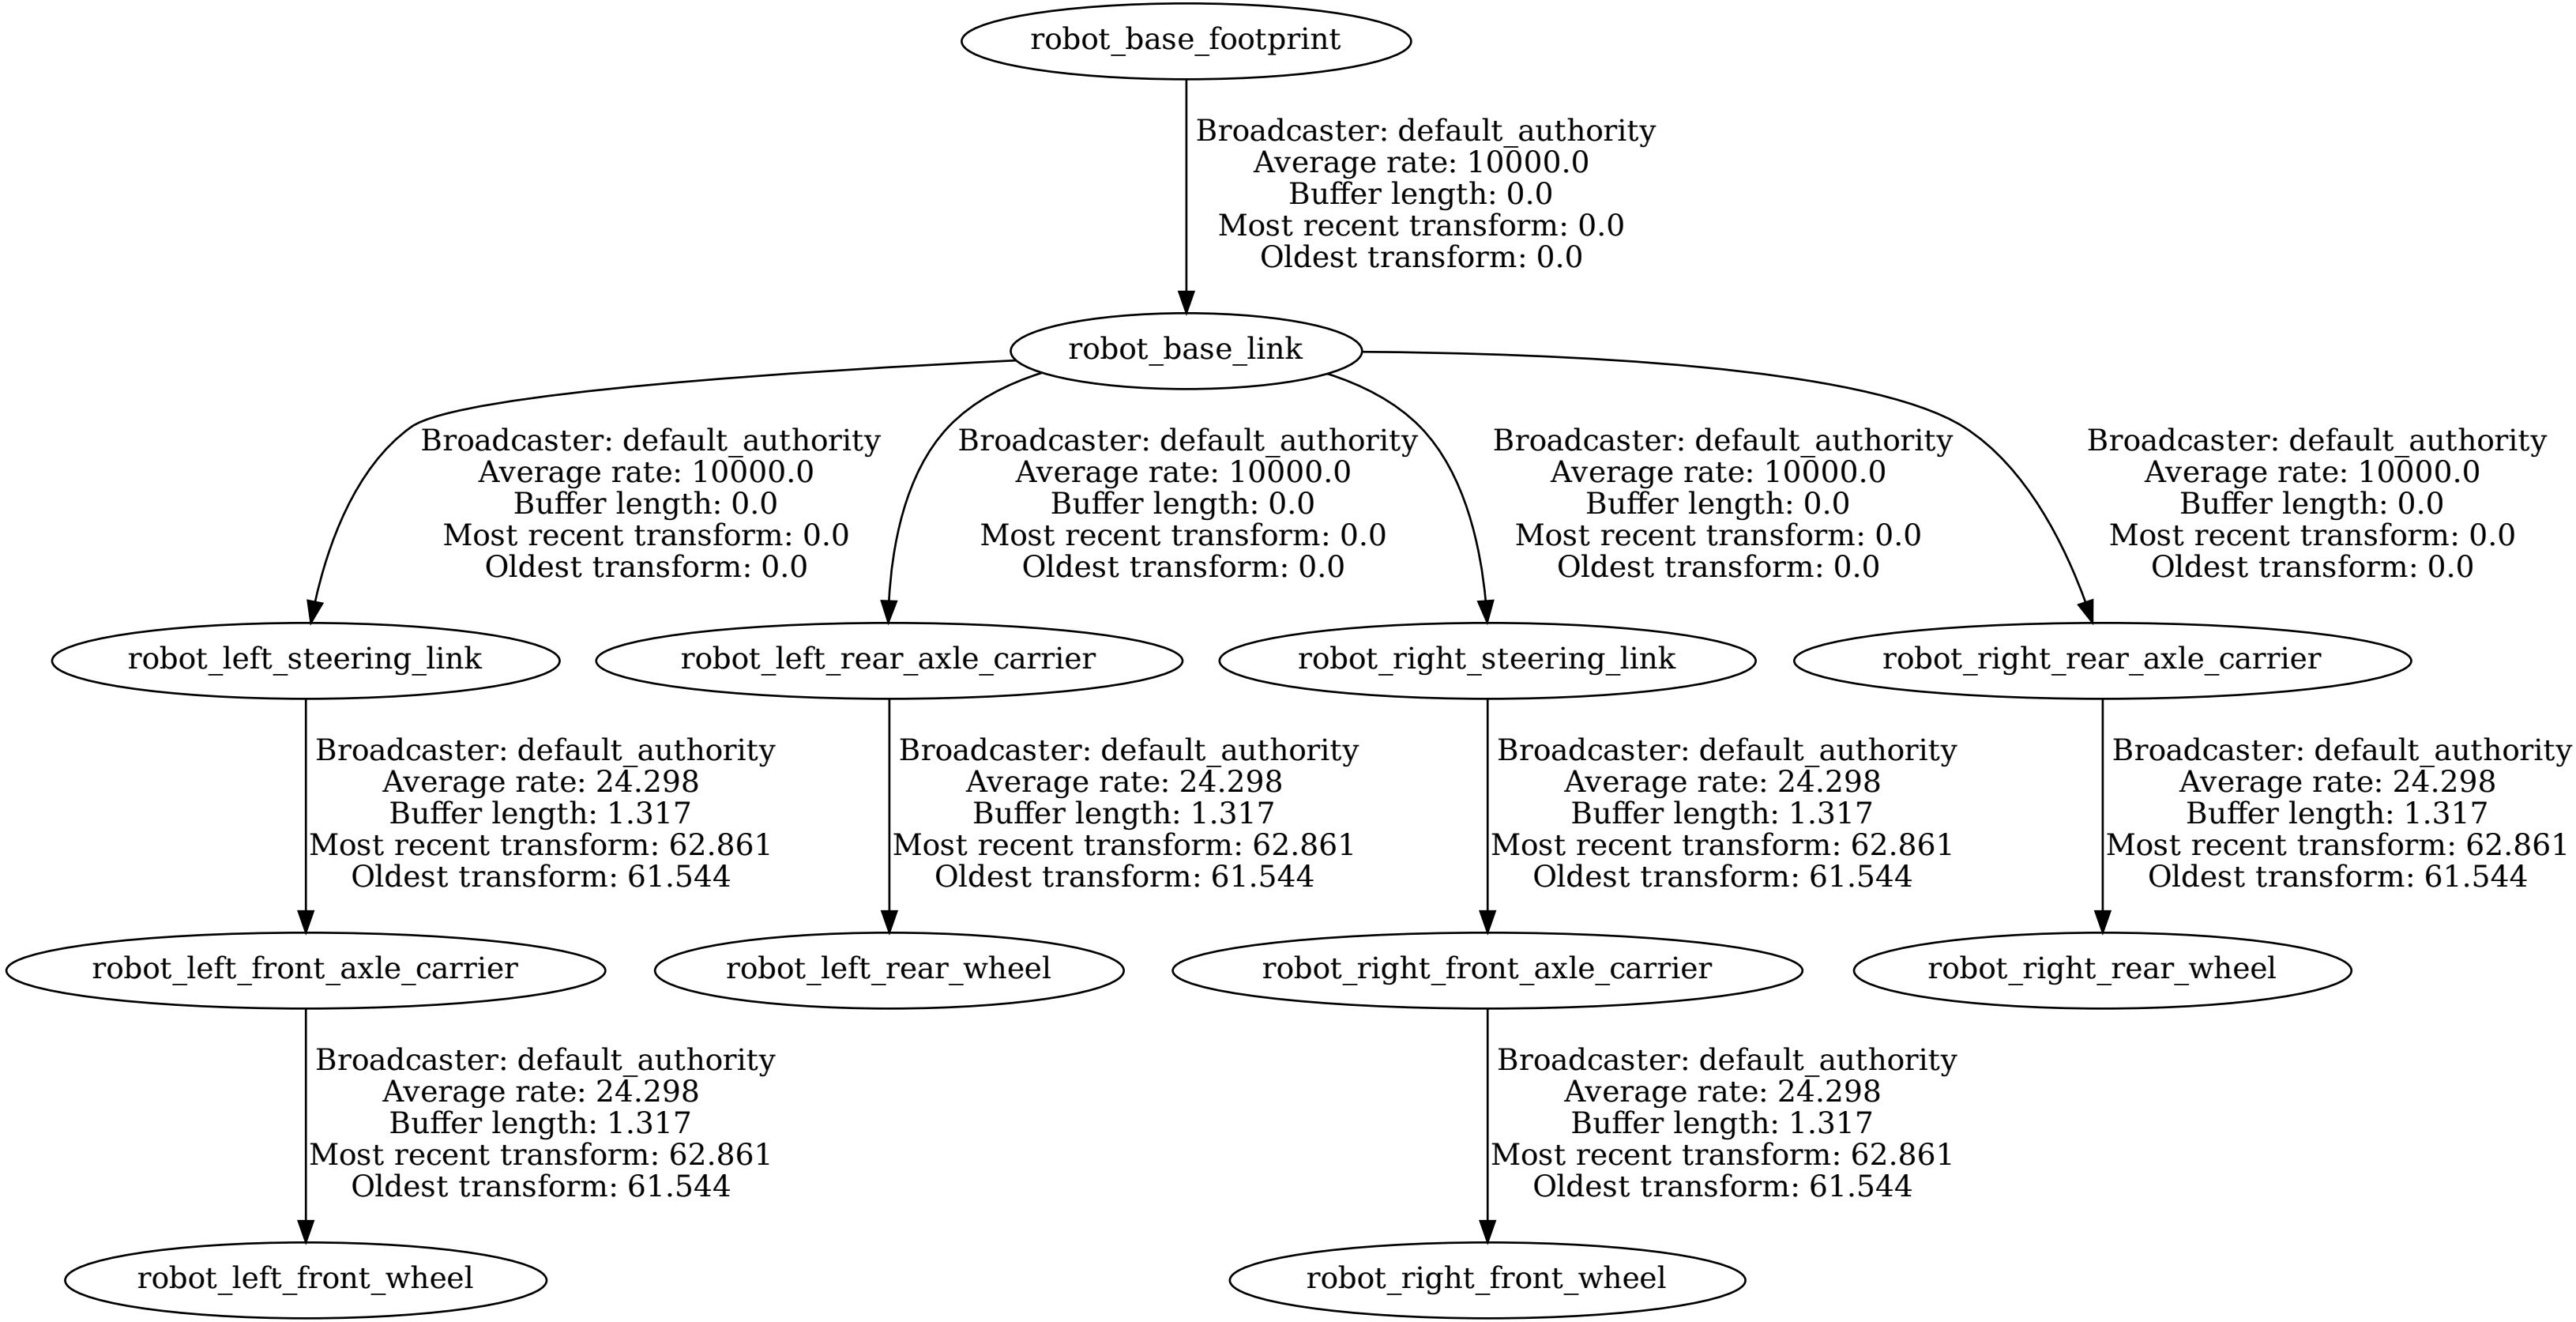 robot_base_footprint
Broadcaster: default_authority
Average rate: 10000.0
Buffer length: 0.0
Most recent transform: 0.0
Oldest transform: 0.0
robot_base_link
Broadcaster: default_authority
Average rate: 10000.0
Buffer length: 0.0
Most recent transform: 0.0
Oldest transform: 0.0
Broadcaster: default_authority
Average rate: 10000.0
Buffer length: 0.0
Most recent transform: 0.0
Oldest transform: 0.0
Broadcaster: default_authority
Average rate: 10000.0
Buffer length: 0.0
Most recent transform: 0.0
Oldest transform: 0.0
Broadcaster: default_authority
Average rate: 10000.0
Buffer length: 0.0
Most recent transform: 0.0
Oldest transform: 0.0
robot_left_steering_link
robot_left_rear_axle_carrier
robot_right_steering_link
robot_right_rear_axle_carrier
Broadcaster: default_authority
Average rate: 24.298
Buffer length: 1.317
Most recent transform: 62.861
Oldest transform: 61.544
Broadcaster: default_authority
Average rate: 24.298
Buffer length: 1.317
Most recent transform: 62.861
Oldest transform: 61.544
Broadcaster: default_authority
Average rate: 24.298
Buffer length: 1.317
Most recent transform: 62.861
Oldest transform: 61.544
Broadcaster: default_authority
Average rate: 24.298
Buffer length: 1.317
Most recent transform: 62.861
Oldest transform: 61.544
robot_left_front_axle_carrier
robot_left_rear_wheel
robot_right_front_axle_carrier
robot_right_rear_wheel
Broadcaster: default_authority
Average rate: 24.298
Buffer length: 1.317
Most recent transform: 62.861
Oldest transform: 61.544
Broadcaster: default_authority
Average rate: 24.298
Buffer length: 1.317
Most recent transform: 62.861
Oldest transform: 61.544
robot_left_front_wheel
robot_right_front_wheel